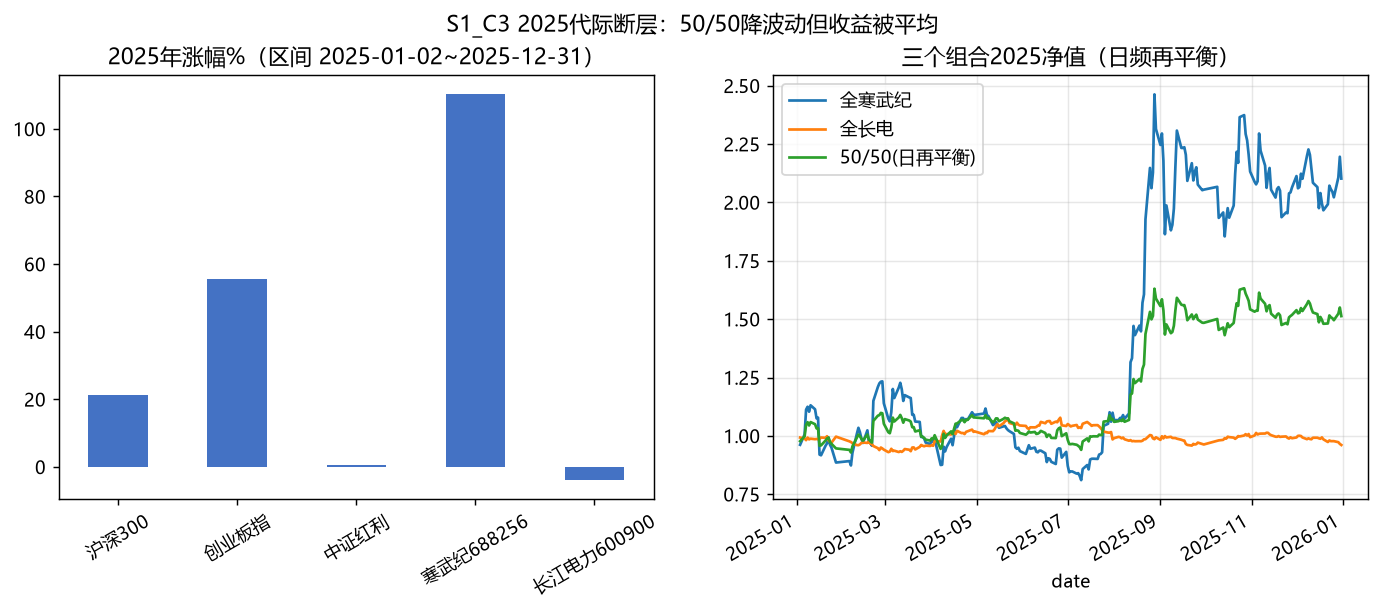 S1_C3 2025代际断层：50/50降波动但收益被平均
2025年涨幅%（区间 2025-01-02~2025-12-31）
100
80
60
40
20
0
沪深300
创业板指
中证红利
寒武纪688256
长江电力600900
三个组合2025净值（日频再平衡）
全寒武纪
全长电
50/50(日再平衡)
2.50
2.25
2.00
1.75
1.50
1.25
1.00
0.75
2025-01
2025-03
2025-05
2025-07
2025-09
2025-11
2026-01
date